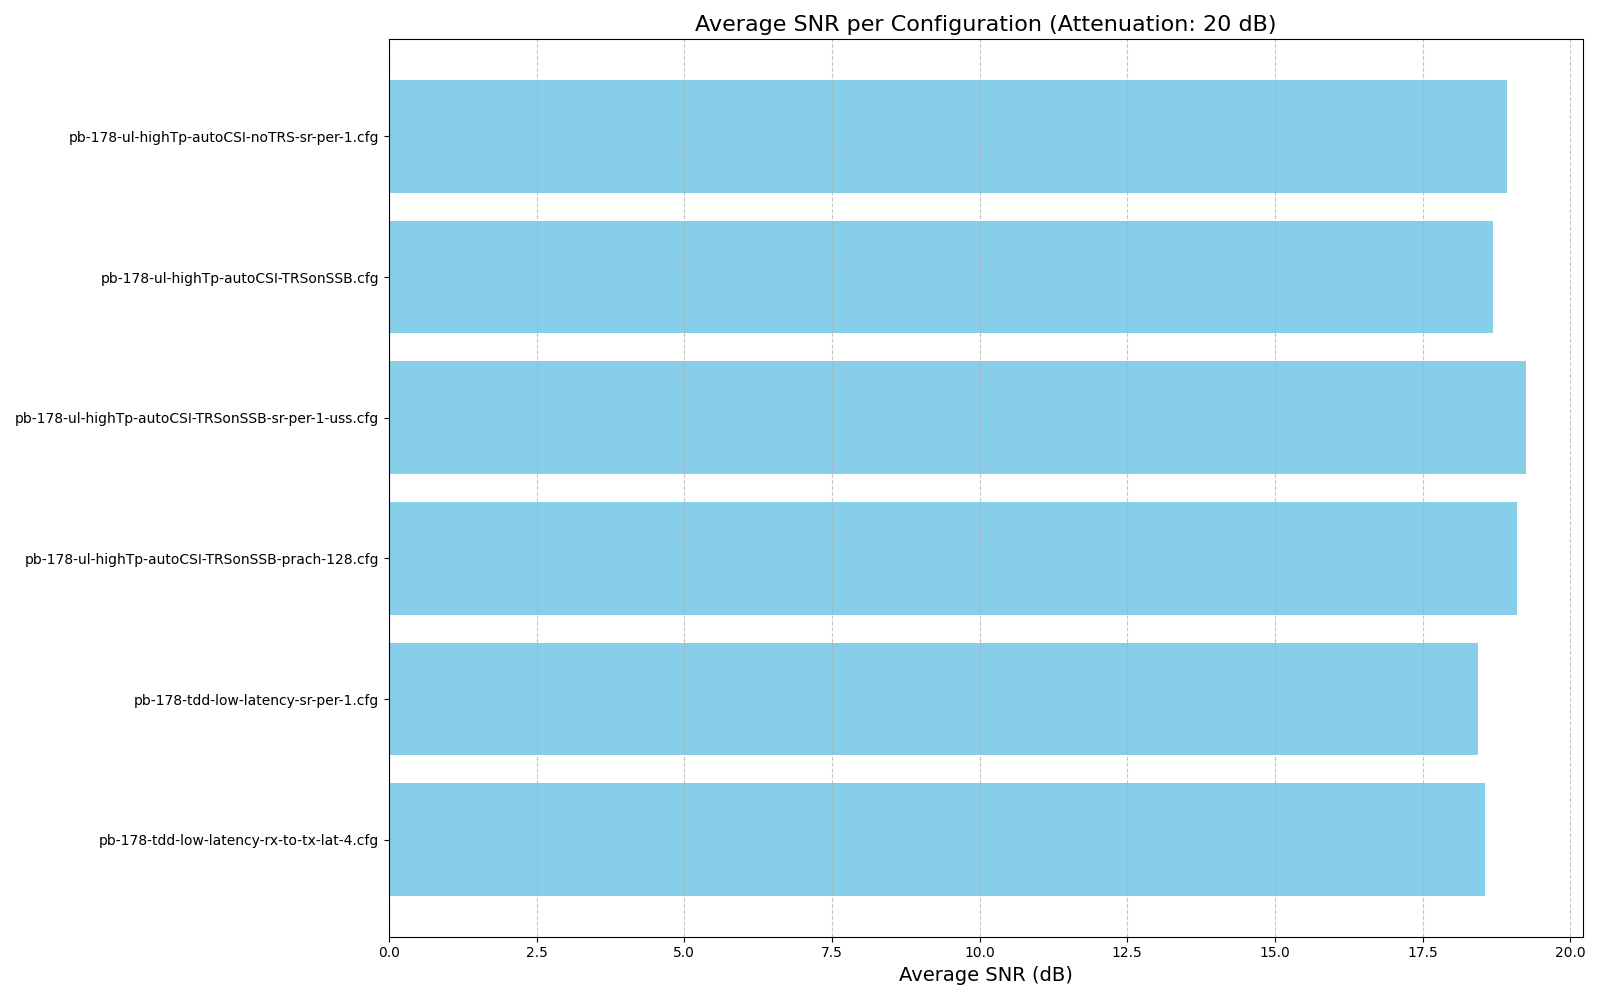 Average SNR per Configuration (Attenuation: 20 dB)
pb-178-ul-highTp-autoCSI-noTRS-sr-per-1.cfg
pb-178-ul-highTp-autoCSI-TRSonSSB.cfg
pb-178-ul-highTp-autoCSI-TRSonSSB-sr-per-1-uss.cfg
pb-178-ul-highTp-autoCSI-TRSonSSB-prach-128.cfg
pb-178-tdd-low-latency-sr-per-1.cfg
pb-178-tdd-low-latency-rx-to-tx-lat-4.cfg
0.0 2.5 5.0 7.5 10.0 12.5 15.0 17.5 20.0
Average SNR (dB)